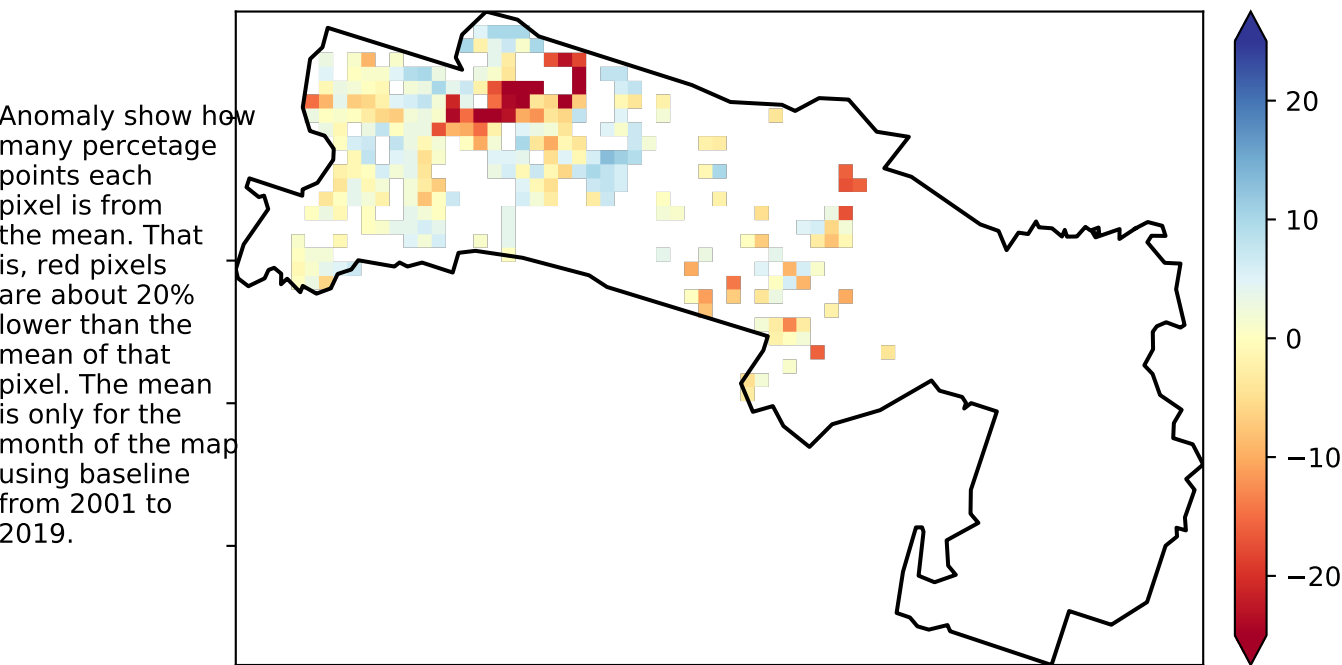 Anomaly show how
many percetage
points each
pixel is from
the mean. That
is, red pixels
are about 20%
lower than the
mean of that
pixel. The mean
is only for the
month of the map
using baseline
from 2001 to
2019.
20
10
0
−10
−20